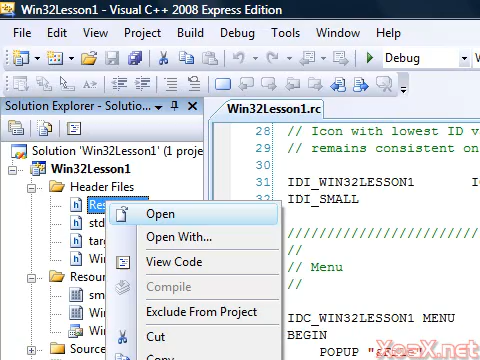 Win32Lesson1 - Visual C++ 2008 Express Edition
File Edit View Project Build Debug Tools Window
Debug
Solution Explorer - Solutio...
Win32Lesson1.rc
Solution 'Win32Lesson1' (1 proje
Win32Lesson1
Header Files
Res
std
targ
Win
Resour
sm
Win
Win
Source
Open
Open With...
View Code
Compile
Exclude From Project
Cut
Copy
28 // Icon with lowest ID v
29 // remains consistent on
30
31 IDI_WIN32LESSON1 IC
32 IDI_SMALL
////////////////////////
//
// Menu
//
IDC_WIN32LESSON1 MENU
BEGIN
POPUP
XoaX.net